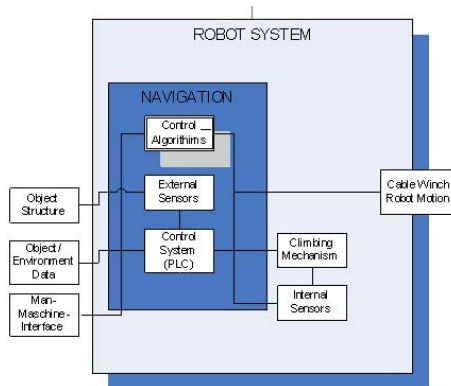 ROBOT SYSTEM
NAVIGATION
Control
Algorithims
External
Sensors
Control
System
(PLC)
Object
Structure
Object /
Environment
Data
Man-
Maschine-
Interface
Climbing
Mechanism
Internal
Sensors
Cable Winch
Robot Motion